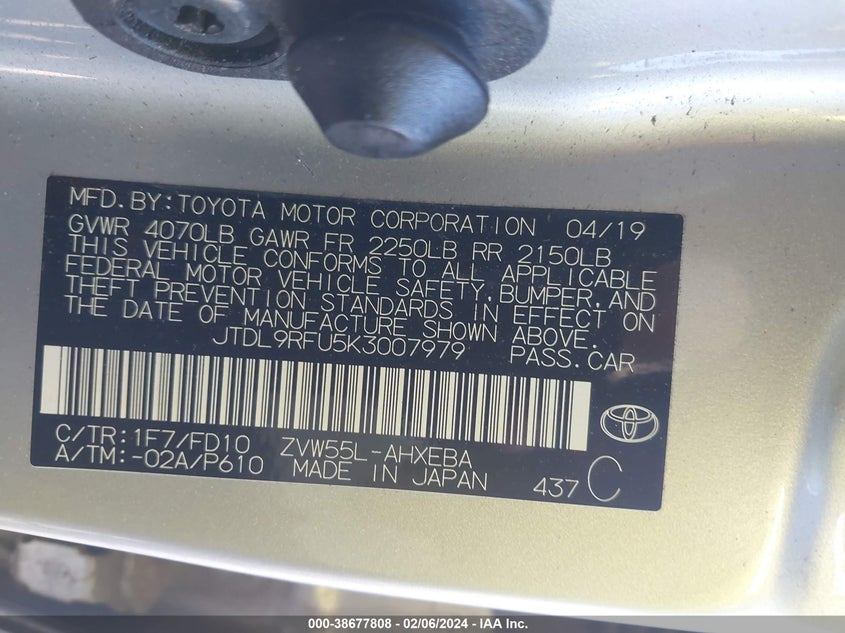 MFD.BY:TOYOTA MOTOR CORPORATION 04/19
GVWR 4070LB GAWR FR 2250LB RR 2150LB
THIS VEHICLE CONFORMS TO ALL APPLICABLE
FEDERAL MOTOR VEHICLE SAFETY,BUMPER,AND
THEFT PREVENTION STANDARDS IN EFFECT ON
THE DATE OF MANUFACTURE SHOWN ABOVE.
JTDL9RFU5K3007979 PASS.CAR
C/TR:1F7/FD10 ZVW55L-AHXEBA
A/TM:-02A/P610 MADE IN JAPAN 437 C
000-38677808 - 02/06/2024 - IAA Inc.